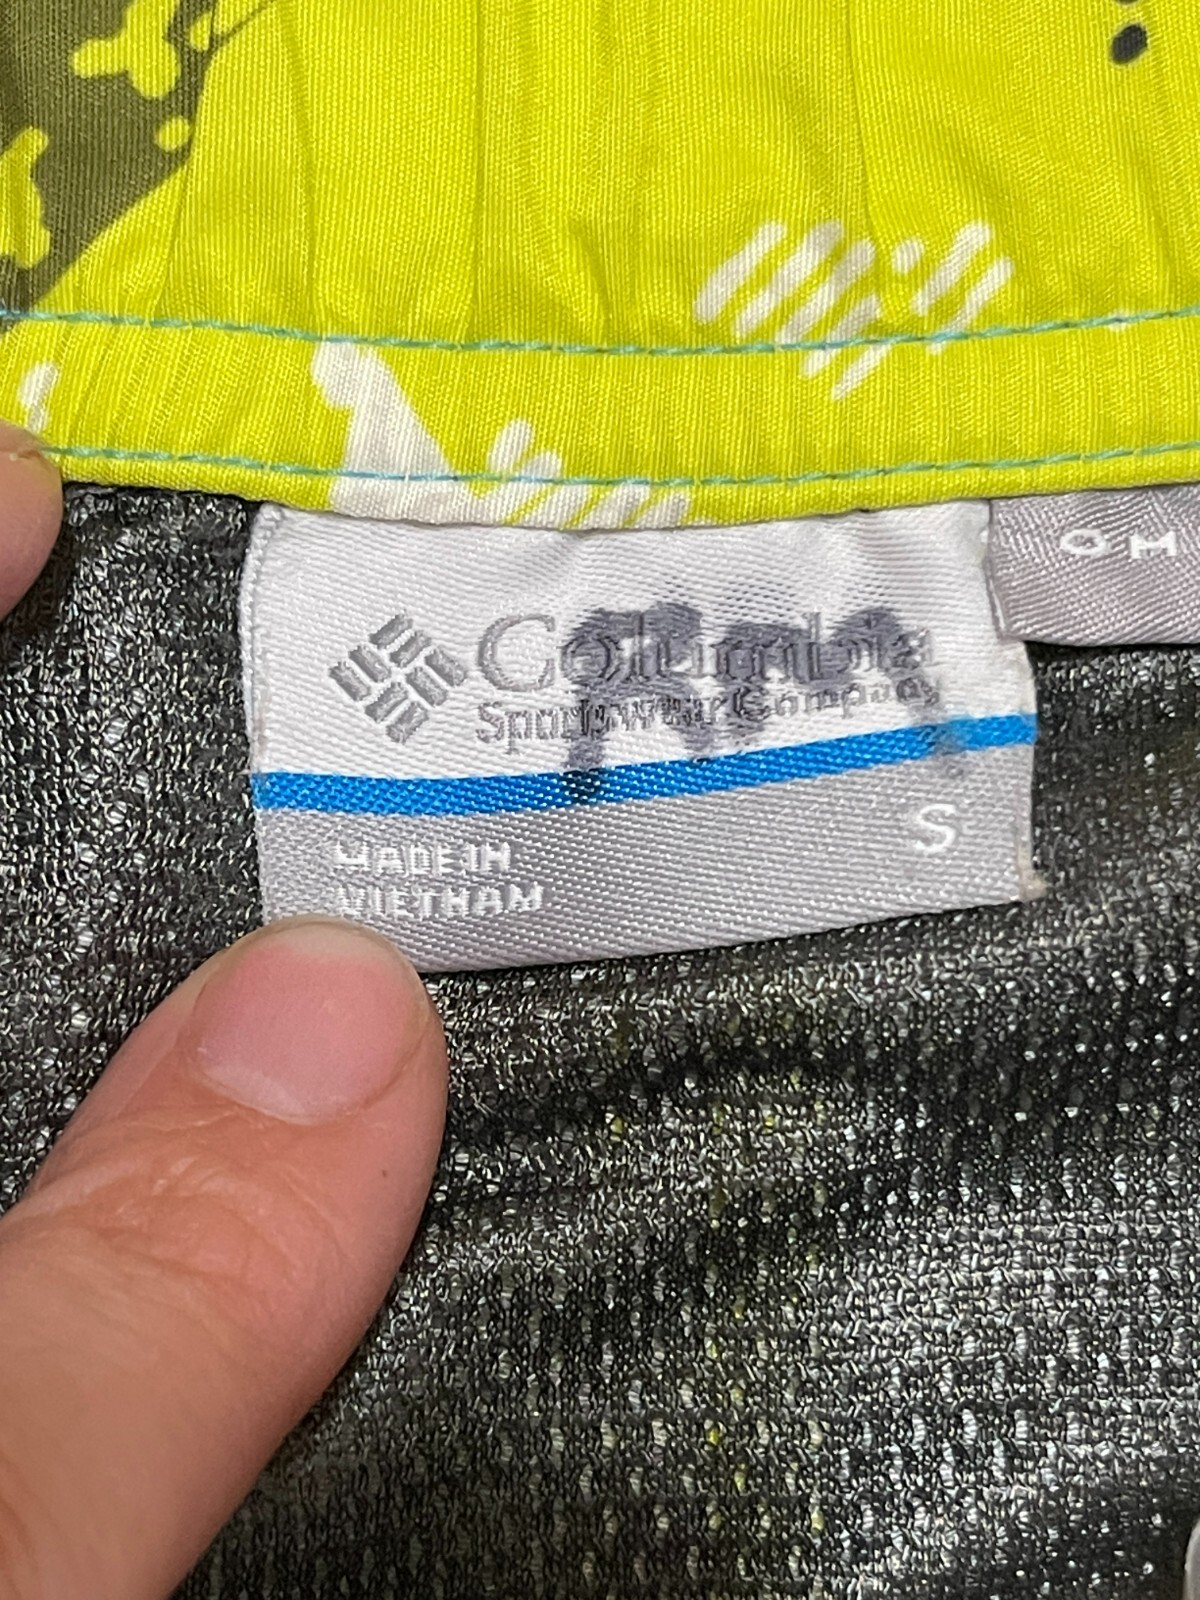 Columbia
Sportswear Company
S
MADE IN
VIETNAM